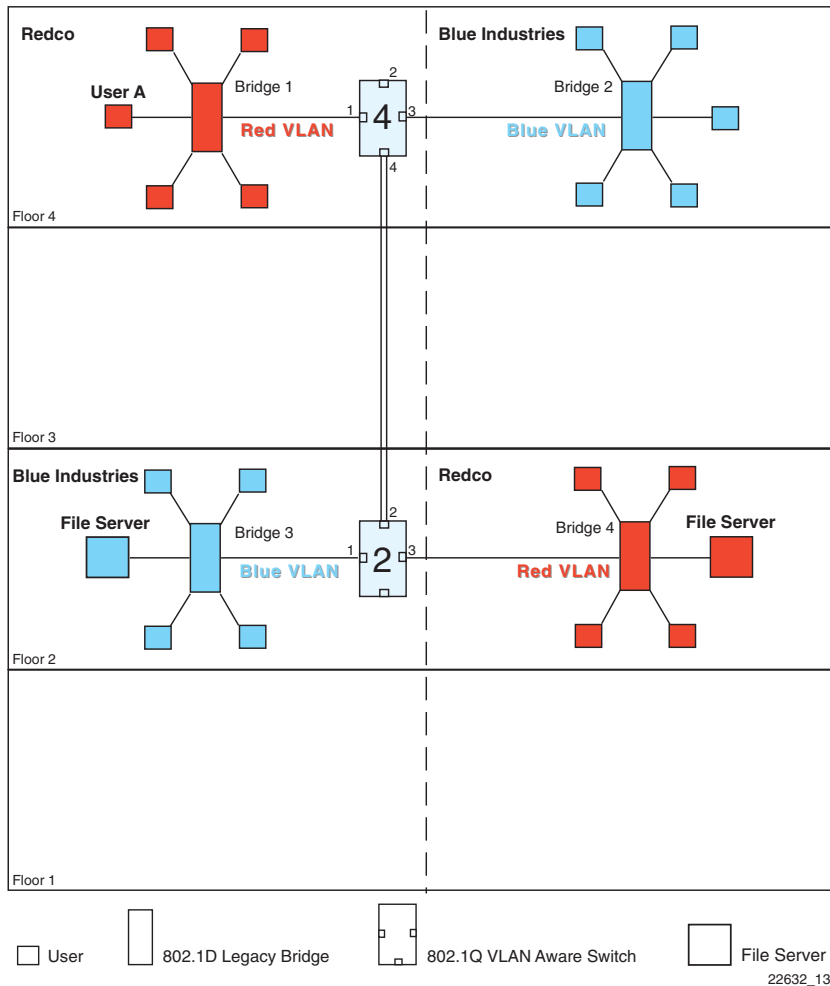 Redco
Blue Industries
User A
Bridge 1
Bridge 2
Red VLAN
Blue VLAN
2
1
4
3
4
Floor 4
Floor 3
Blue Industries
Redco
File Server
Bridge 3
Bridge 4
File Server
Blue VLAN
Red VLAN
2
1
2
3
Floor 2
Floor 1
User
802.1D Legacy Bridge
802.1Q VLAN Aware Switch
File Server
22632_13